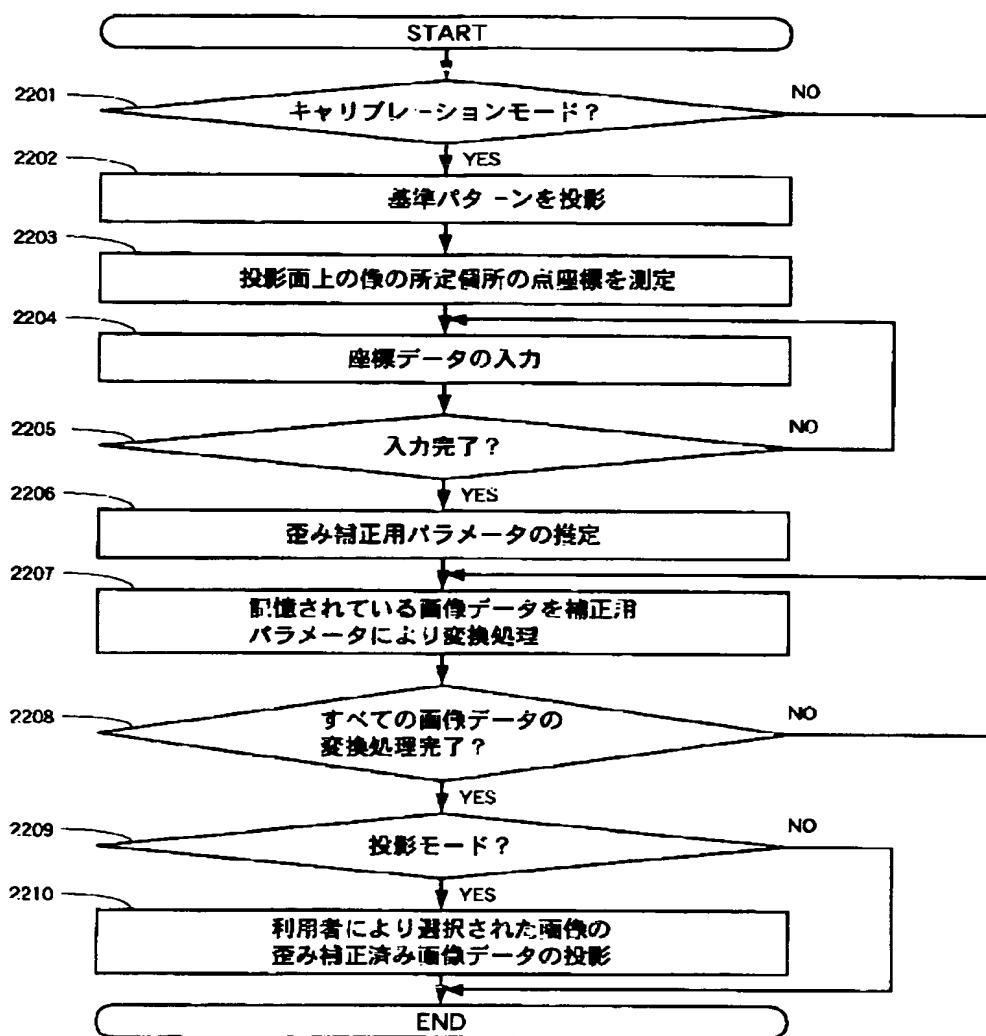 START
2201
キャリブレーションモード?
NO
YES
2202
基準パターンを投影
2203
投影面上の像の所定個所の点座標を測定
2204
座標データの入力
2205
入力完了?
NO
YES
2206
歪み補正用パラメータの推定
2207
記憶されている画像データを補正用
パラメータにより変換処理
2208
すべての画像データの
変換処理完了?
NO
YES
2209
投影モード?
NO
YES
2210
利用者により選択された画像の
歪み補正済み画像データの投影
END